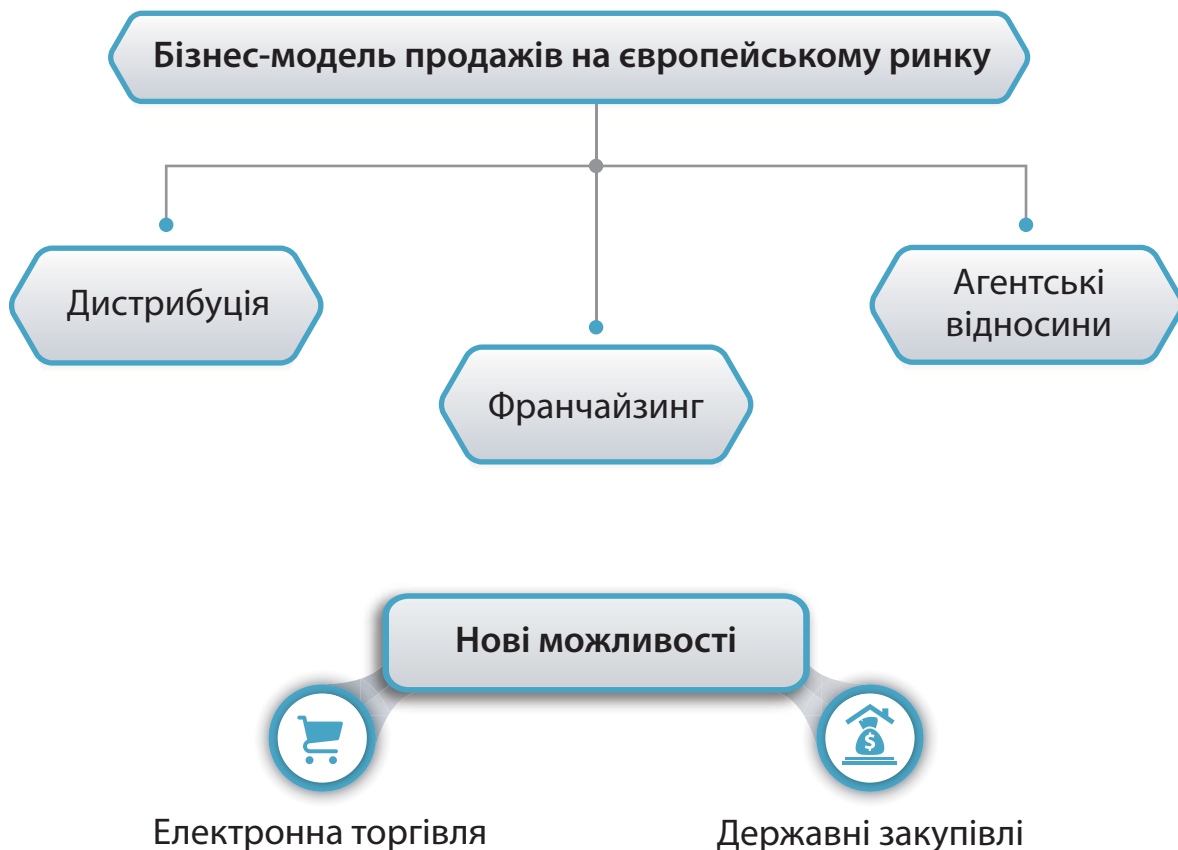 Бізнес-модель продажів на європейському ринку
Дистрибуція
Агентські
відносини
Франчайзинг
Нові можливості
$
Електронна торгівля
Державні закупівлі